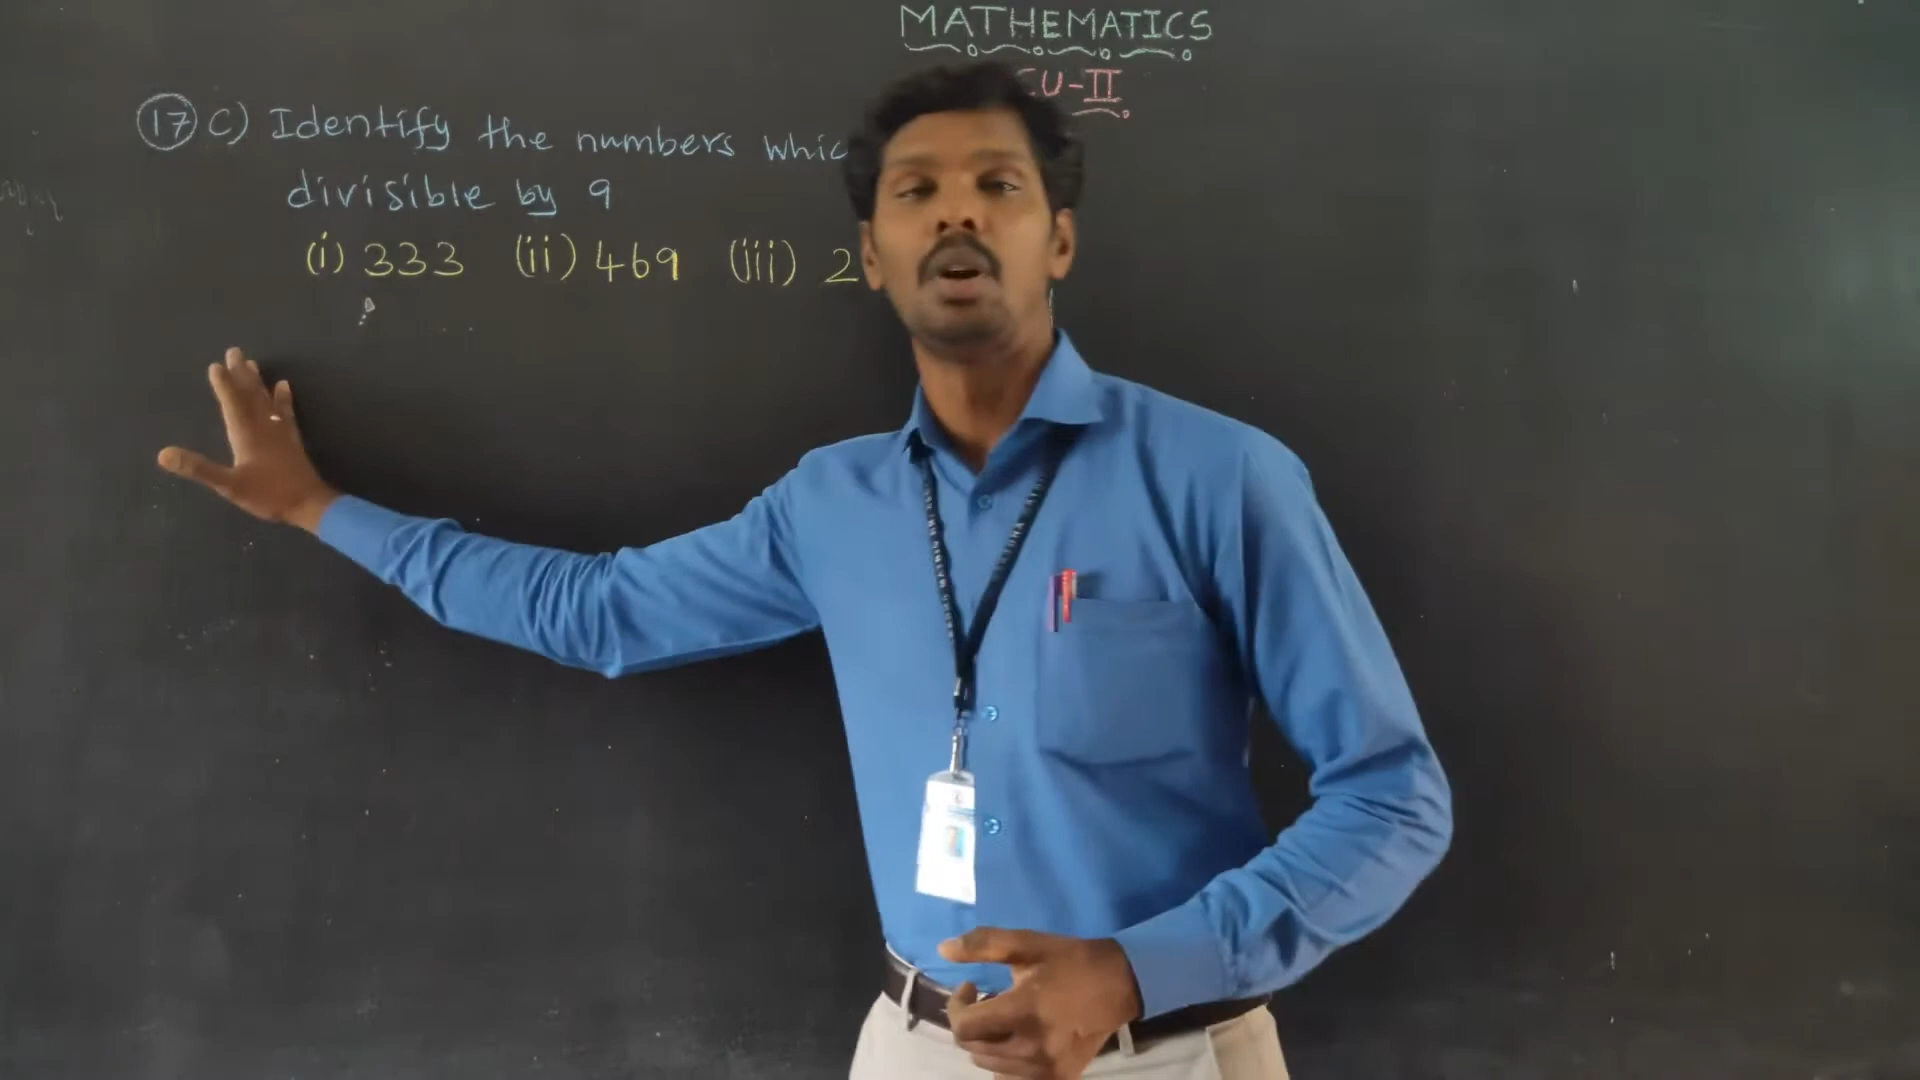 MATHEMATICS
CU-II
17 C) Identify the numbers whic
divisible by 9
(i) 333 (ii) 469 (iii) 2